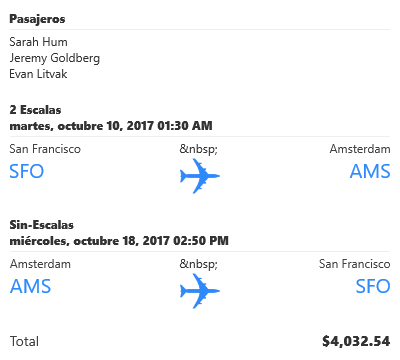 Pasajeros
Sarah Hum
Jeremy Goldberg
Evan Litvak
2 Escalas
martes, octubre 10, 2017 01:30 AM
San Francisco &nbsp; Amsterdam
SFO AMS
Sin-Escalas
miércoles, octubre 18, 2017 02:50 PM
Amsterdam &nbsp; San Francisco
AMS SFO
Total $4,032.54